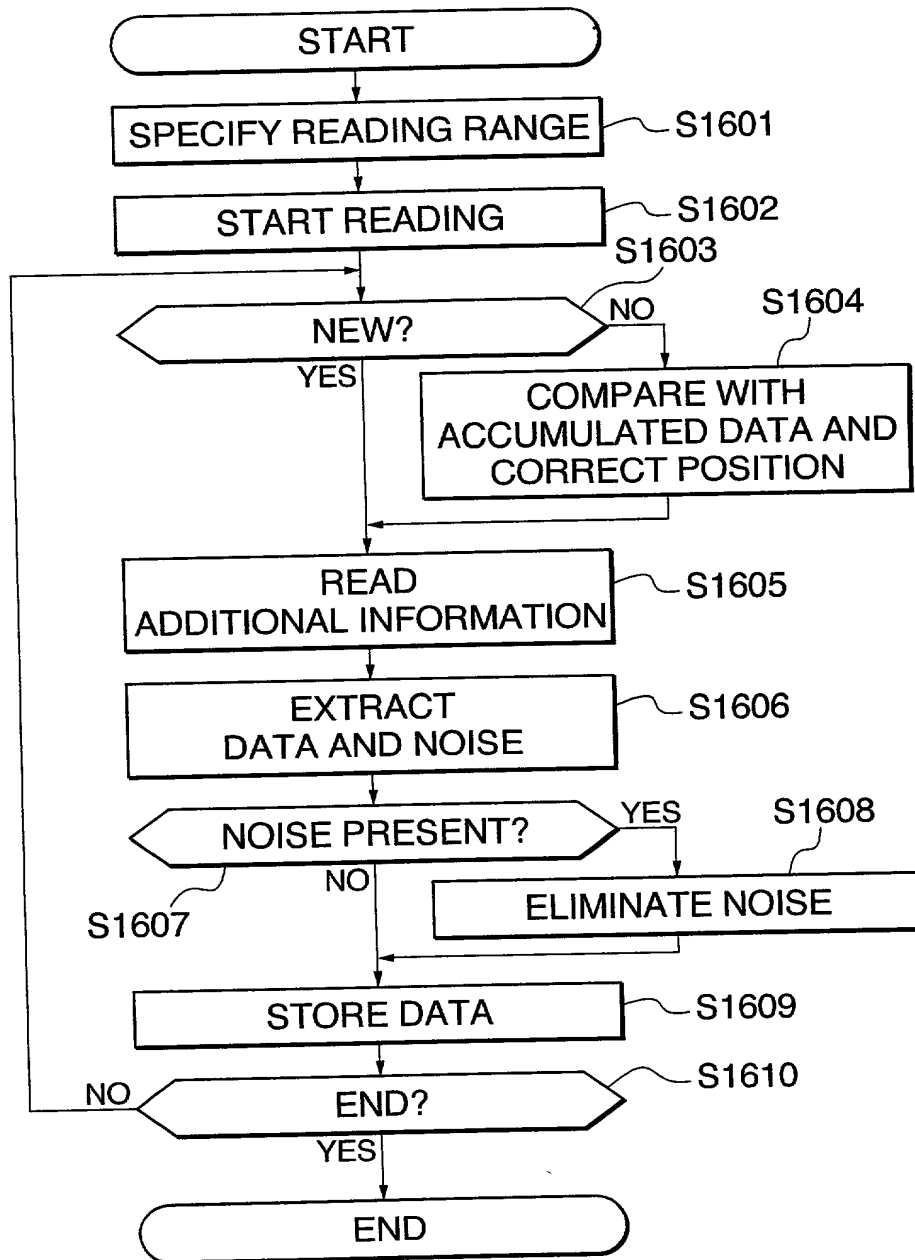 START
SPECIFY READING RANGE
S1601
START READING
S1602
S1603
NEW?
NO
YES
S1604
COMPARE WITH
ACCUMULATED DATA AND
CORRECT POSITION
READ
ADDITIONAL INFORMATION
S1605
EXTRACT
DATA AND NOISE
S1606
NOISE PRESENT?
YES
NO
S1607
S1608
ELIMINATE NOISE
STORE DATA
S1609
END?
S1610
NO
YES
END